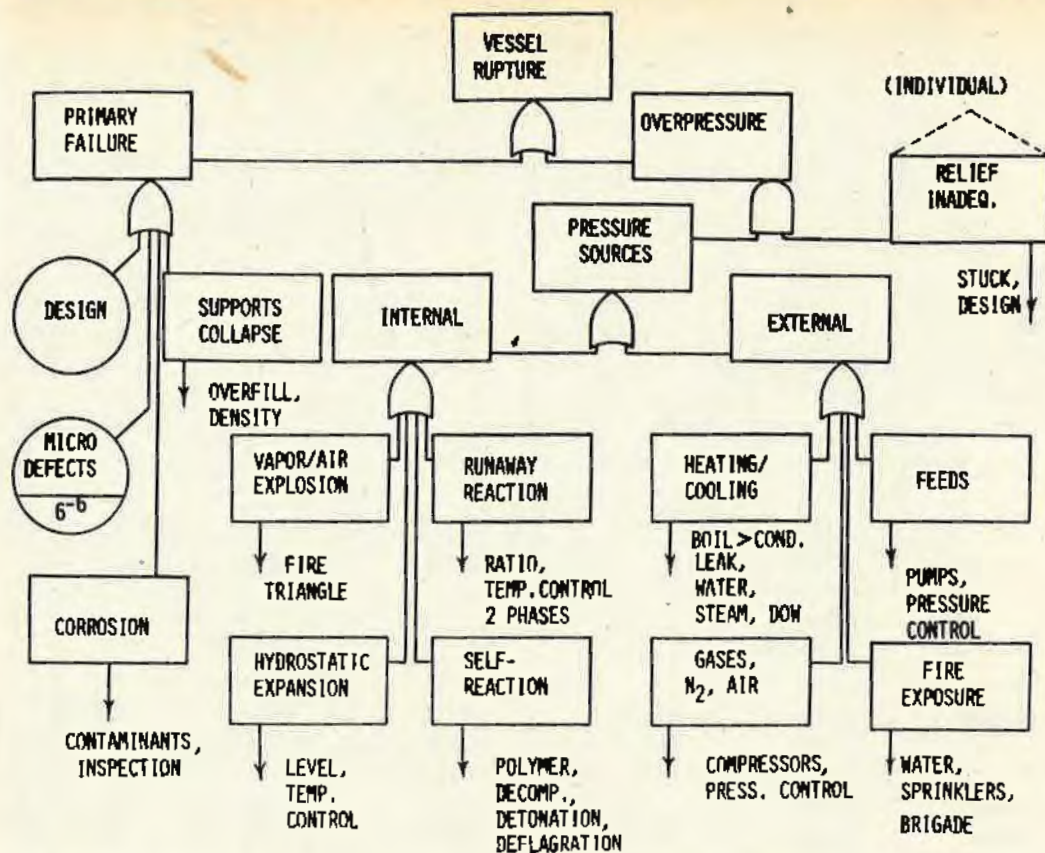 VESSEL
RUPTURE
(INDIVIDUAL)
PRIMARY
FAILURE
OVERPRESSURE
RELIEF
INADEQ.
PRESSURE
SOURCES
STUCK,
DESIGN
DESIGN
SUPPORTS
COLLAPSE
INTERNAL
EXTERNAL
OVERFILL,
DENSITY
MICRO
DEFECTS
6-6
VAPOR/AIR
EXPLOSION
RUNAWAY
REACTION
HEATING/
COOLING
FEEDS
FIRE
TRIANGLE
RATIO,
TEMP. CONTROL
2 PHASES
BOIL > COND.
LEAK,
WATER,
STEAM, DOW
PUMPS,
PRESSURE
CONTROL
CORROSION
HYDROSTATIC
EXPANSION
SELF-
REACTION
GASES,
N2, AIR
FIRE
EXPOSURE
CONTAMINANTS,
INSPECTION
LEVEL,
TEMP.
CONTROL
POLYMER,
DECOMP.,
DETONATION,
DEFLAGRATION
COMPRESSORS,
PRESS. CONTROL
WATER,
SPRINKLERS,
BRIGADE